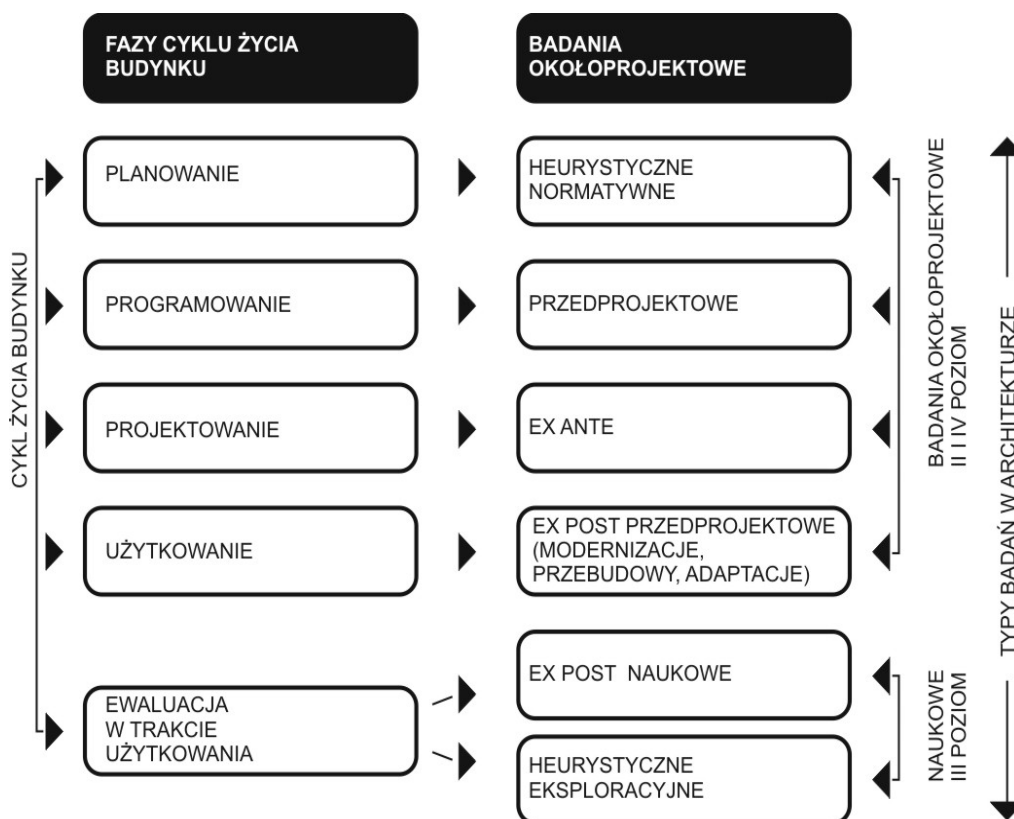 FAZY CYKLU ŻYCIA
BUDYNKU
BADANIA
OKOŁOPROJEKTOWE
PLANOWANIE
HEURYSTYCZNE
NORMATYWNE
PROGRAMOWANIE
PRZEDPROJEKTOWE
PROJEKTOWANIE
EX ANTE
UŻYTKOWANIE
EX POST PRZEDPROJEKTOWE
(MODERNIZACJE,
PRZEBUDOWY, ADAPTACJE)
EWALUACJA
W TRAKCIE
UŻYTKOWANIA
EX POST NAUKOWE
HEURYSTYCZNE
EKSPLORACYJNE
CYKL ŻYCIA BUDYNKU
BADANIA OKOŁOPROJEKTOWE
II I IV POZIOM
NAUKOWE
III POZIOM
TYPY BADAŃ W ARCHITEKTURZE